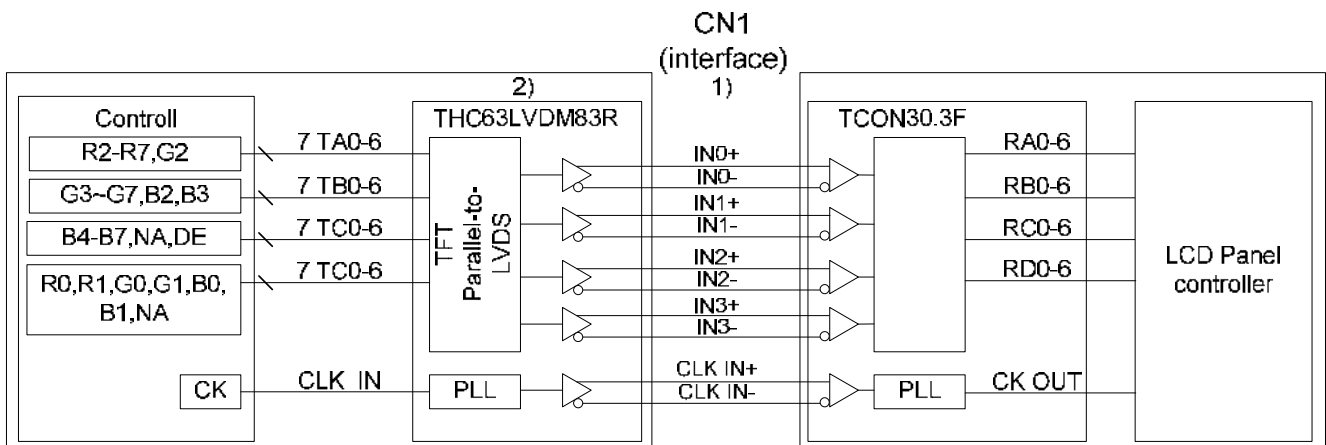 CN1
(interface)
1)
2)
Controll
R2-R7,G2
G3~G7,B2,B3
B4-B7,NA,DE
R0,R1,G0,G1,B0,
B1,NA
CK
7 TA0-6
7 TB0-6
7 TC0-6
7 TC0-6
CLK IN
THC63LVDM83R
TFT
Parallel-to-
LVDS
PLL
IN0+
IN0-
IN1+
IN1-
IN2+
IN2-
IN3+
IN3-
CLK IN+
CLK IN-
TCON30.3F
PLL
RA0-6
RB0-6
RC0-6
RD0-6
CK OUT
LCD Panel
controller